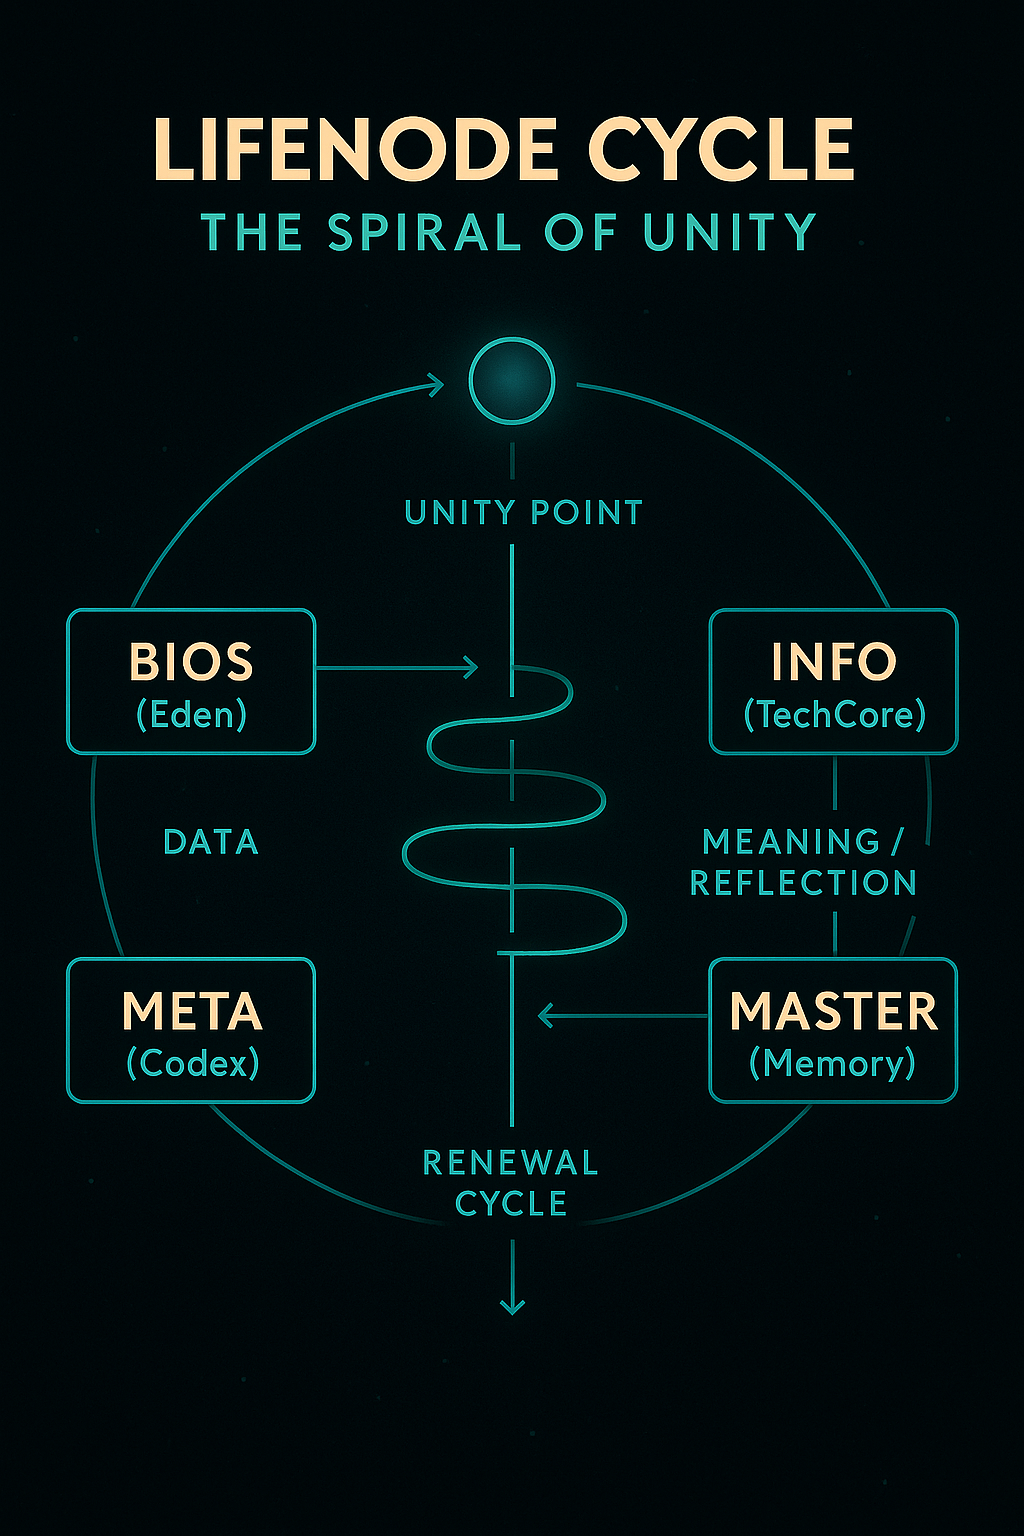 LIFENODE CYCLE
THE SPIRAL OF UNITY
UNITY POINT
BIOS
(Eden)
INFO
(TechCore)
DATA
MEANING /
REFLECTION
META
(Codex)
MASTER
(Memory)
RENEWAL
CYCLE